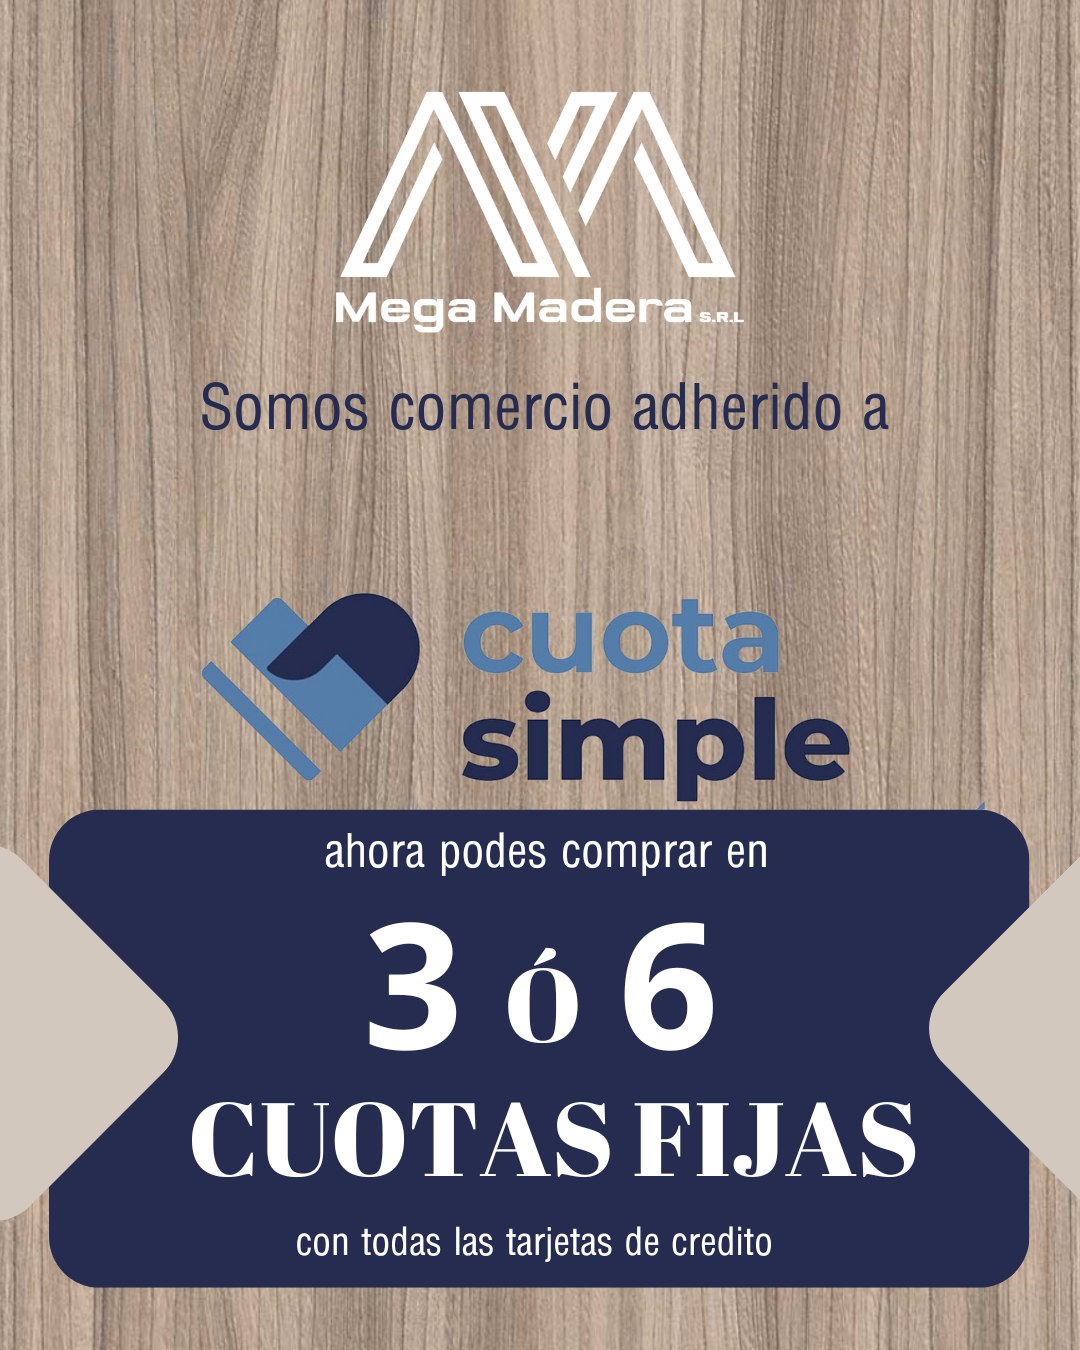 Mega Madera S.R.L
Somos comercio adherido a
cuota
simple
ahora podes comprar en
3 ó 6
CUOTAS FIJAS
con todas las tarjetas de credito